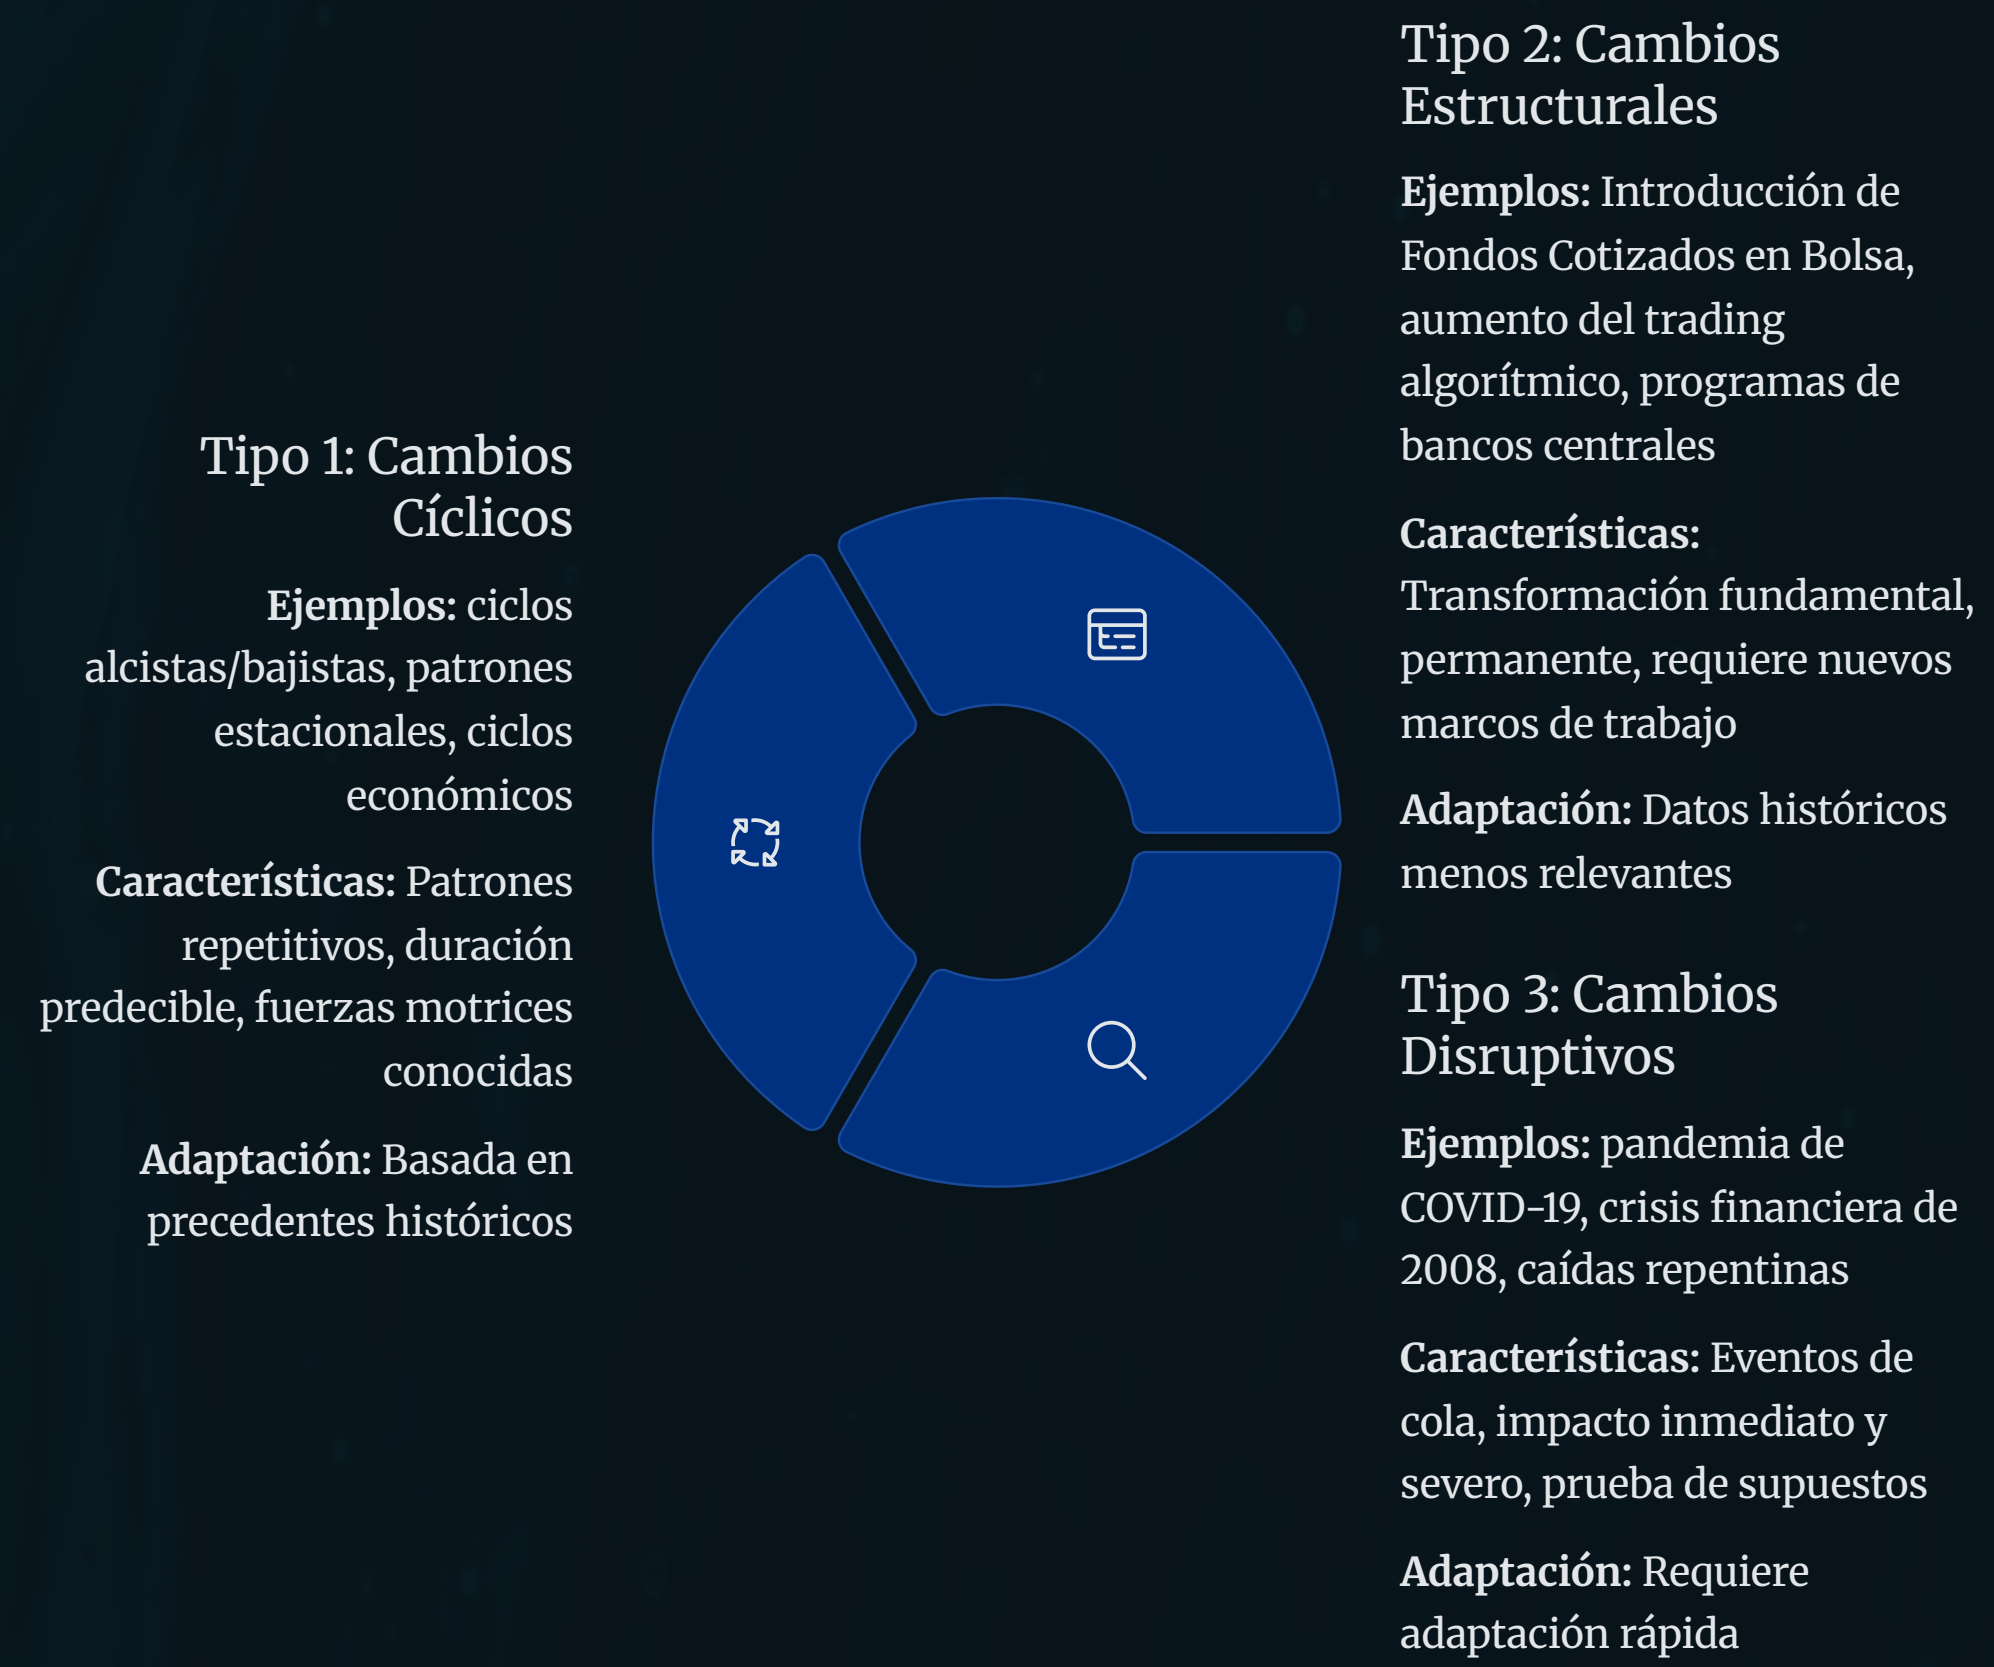 Tipo 1: Cambios
Cíclicos
Ejemplos: ciclos
alcistas/bajistas, patrones
estacionales, ciclos
económicos
Características: Patrones
repetitivos, duración
predecible, fuerzas motrices
conocidas
Adaptación: Basada en
precedentes históricos
Tipo 2: Cambios
Estructurales
Ejemplos: Introducción de
Fondos Cotizados en Bolsa,
aumento del trading
algorítmico, programas de
bancos centrales
Características:
Transformación fundamental,
permanente, requiere nuevos
marcos de trabajo
Adaptación: Datos históricos
menos relevantes
Tipo 3: Cambios
Disruptivos
Ejemplos: pandemia de
COVID-19, crisis financiera de
2008, caídas repentinas
Características: Eventos de
cola, impacto inmediato y
severo, prueba de supuestos
Adaptación: Requiere
adaptación rápida